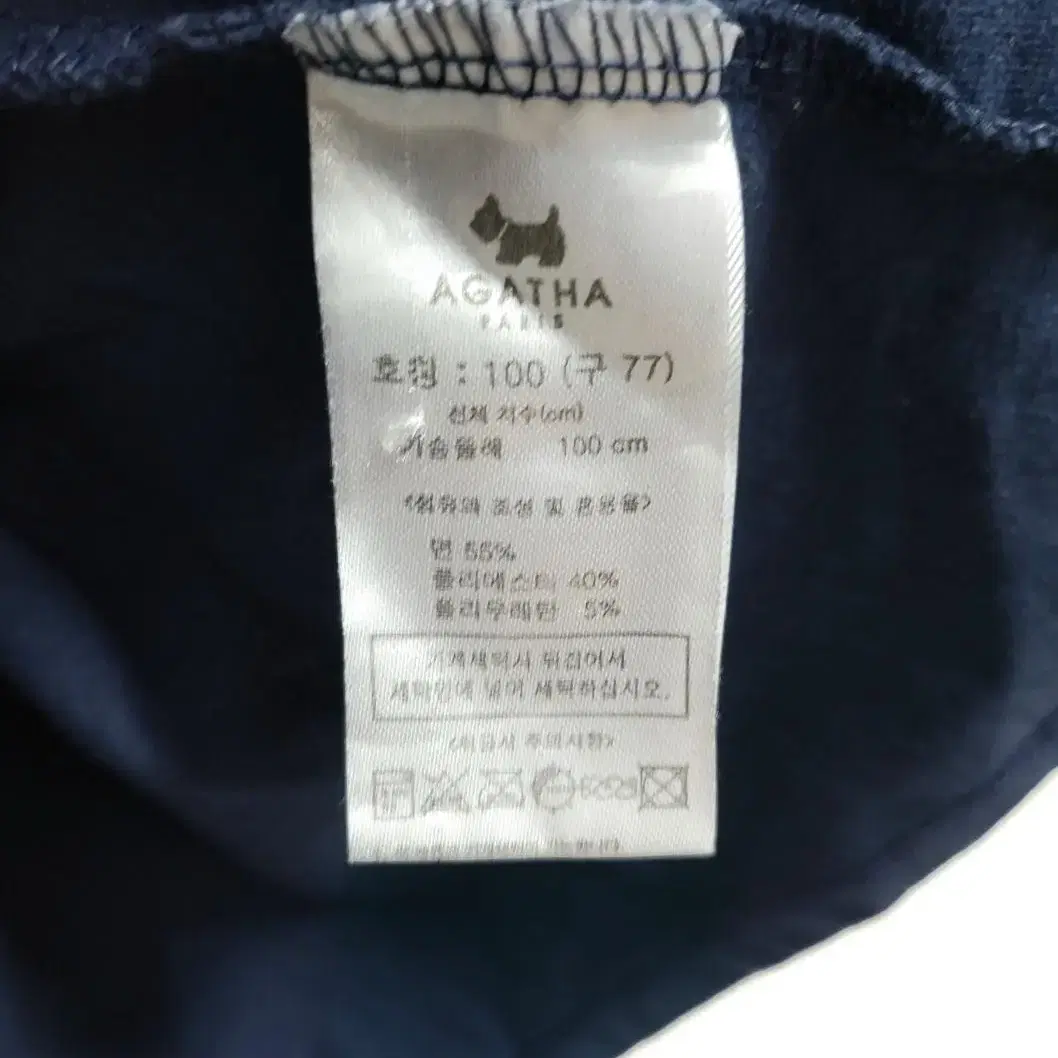 AGATHA
PARIS
호칭 : 100 (구 77)
신체 치수(cm)
가슴둘레 100 cm
<섬유의 조성 및 혼용율>
면 55%
폴리에스터 40%
폴리우레탄 5%
기계세탁시 뒤집어서
세탁망에 넣어 세탁하십시오.
<취급시 주의사항>